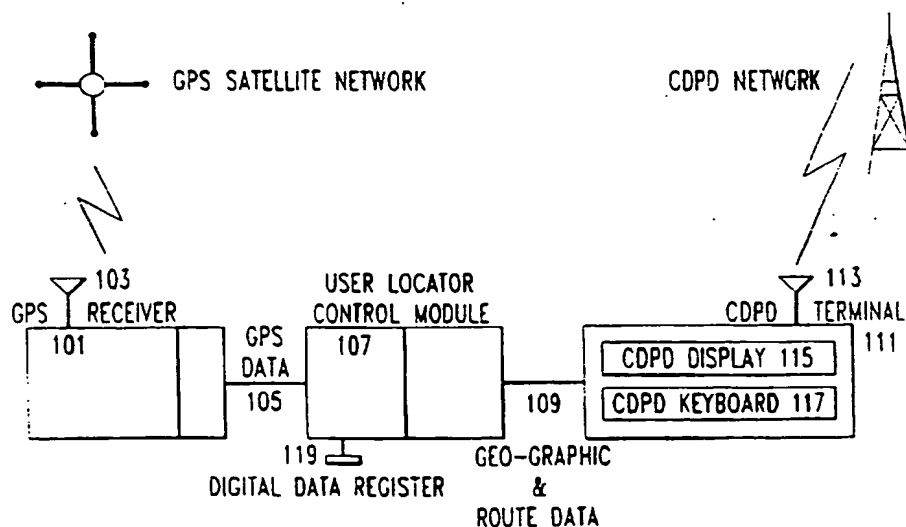 GPS SATELLITE NETWORK
CDPD NETWORK
103
GPS RECEIVER
101
USER LOCATOR
CONTROL MODULE
107
GPS
DATA
105
113
CDPD TERMINAL
111
CDPD DISPLAY 115
CDPD KEYBOARD 117
109
119
DIGITAL DATA REGISTER
GEO-GRAPHIC
&
ROUTE DATA